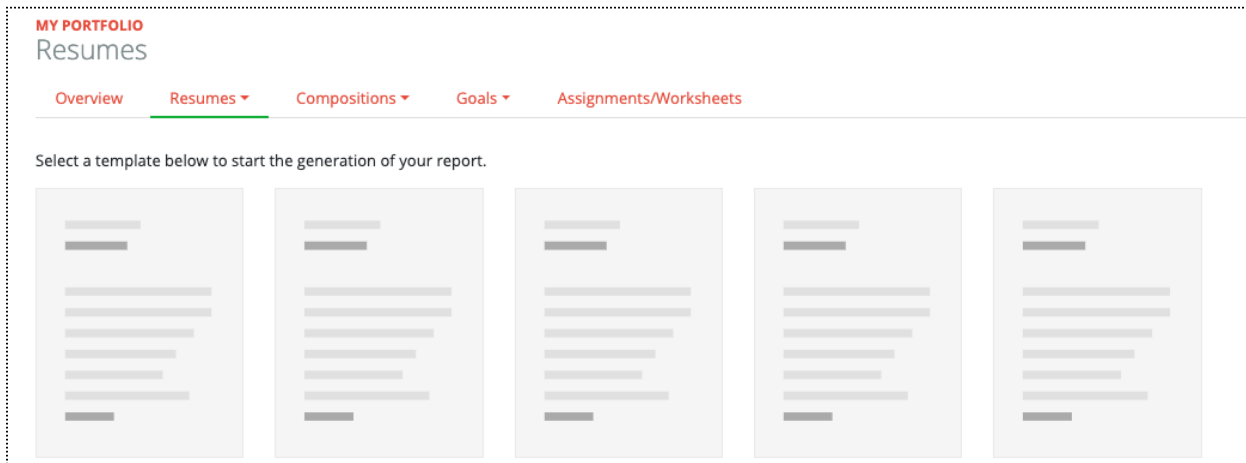 MY PORTFOLIO
Resumes
Overview Resumes Compositions Goals Assignments/Worksheets
Select a template below to start the generation of your report.